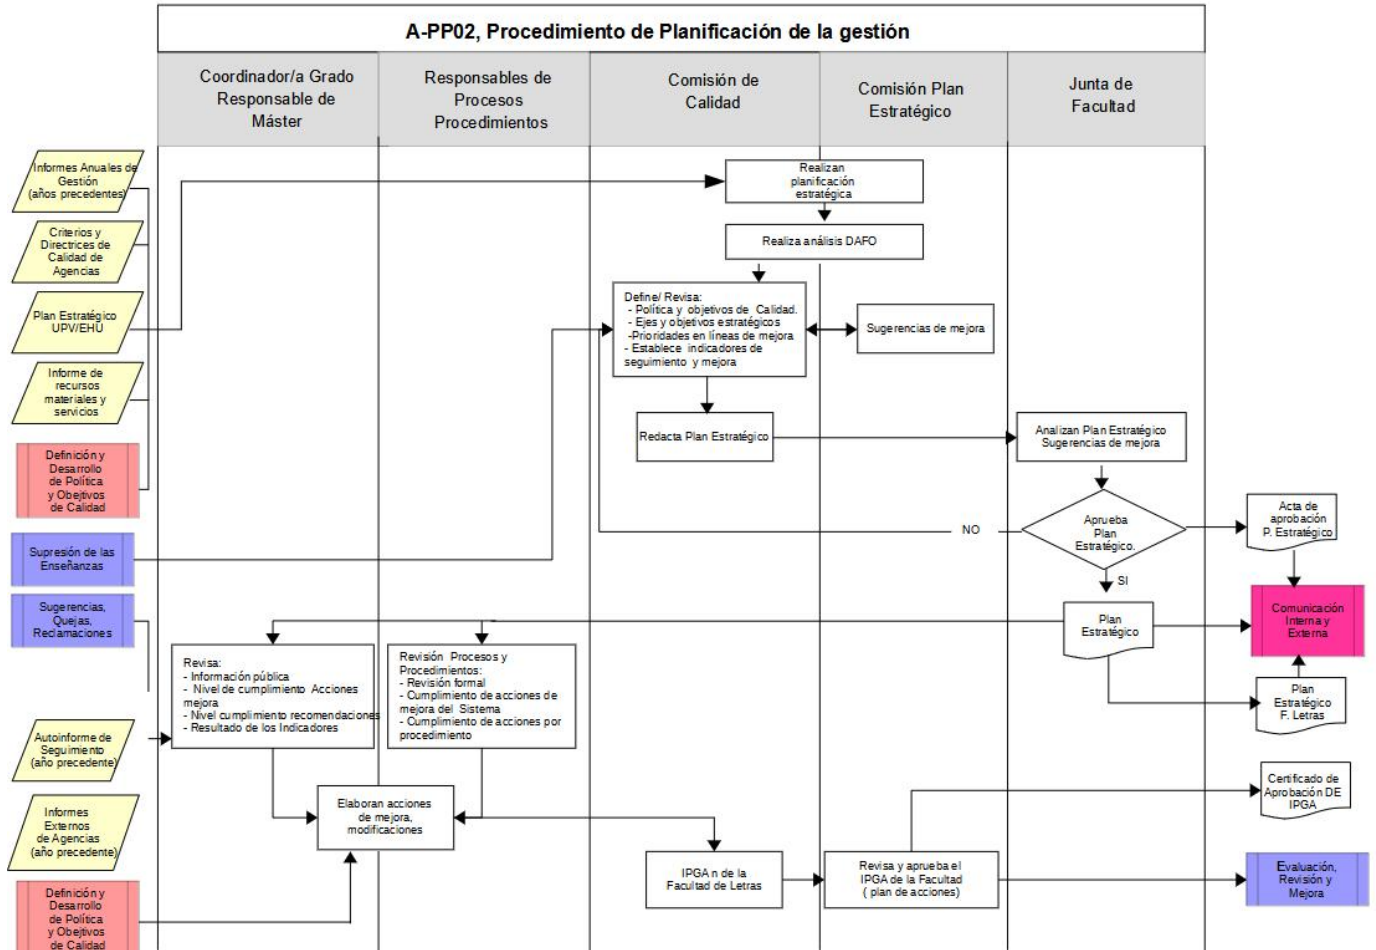 A-PP02, Procedimiento de Planificación de la gestión
Coordinador/a Grado
Responsable de
Máster
Responsables de
Procesos
Procedimientos
Comisión de
Calidad
Comisión Plan
Estratégico
Junta de
Facultad
Informes Anuales de
Gestión
(años precedentes)
Realizan
planificación
estratégica
Criterios y
Directrices de
Calidad de
Agencias
Realiza análisis DAFO
Plan Estratégico
UPV/EHU
Define/ Revisa:
- Política y objetivos de Calidad.
- Ejes y objetivos estratégicos
-Prioridades en líneas de mejora
- Establece indicadores de
seguimiento y mejora
Sugerencias de mejora
Informe de
recursos
materiales y
servicios
Redacta Plan Estratégico
Analizan Plan Estratégico
Sugerencias de mejora
Definición y
Desarrollo
de Política
y Obejtivos
de Calidad
Aprueba
Plan
Estratégico.
NO
SI
Acta de
aprobación
P. Estratégico
Supresión de las
Enseñanzas
Sugerencias,
Quejas,
Reclamaciones
Plan
Estratégico
Comunicación
Interna y
Externa
Revisa:
- Información pública
- Nivel de cumplimiento Acciones
mejora
- Nivel cumplimiento recomendaciones
- Resultado de los Indicadores
Revisión Procesos y
Procedimientos:
- Revisión formal
- Cumplimiento de acciones de
mejora del Sistema
- Cumplimiento de acciones por
procedimiento
Plan
Estratégico
F. Letras
Autoinforme de
Seguimiento
(año precedente)
Elaboran acciones
de mejora,
modificaciones
Certificado de
Aprobación DE
IPGA
Informes
Externos
de Agencias
(año precedente)
IPGA n de la
Facultad de Letras
Revisa y aprueba el
IPGA de la Facultad
( plan de acciones)
Evaluación,
Revisión y
Mejora
Definición y
Desarrollo
de Política
y Obejtivos
de Calidad